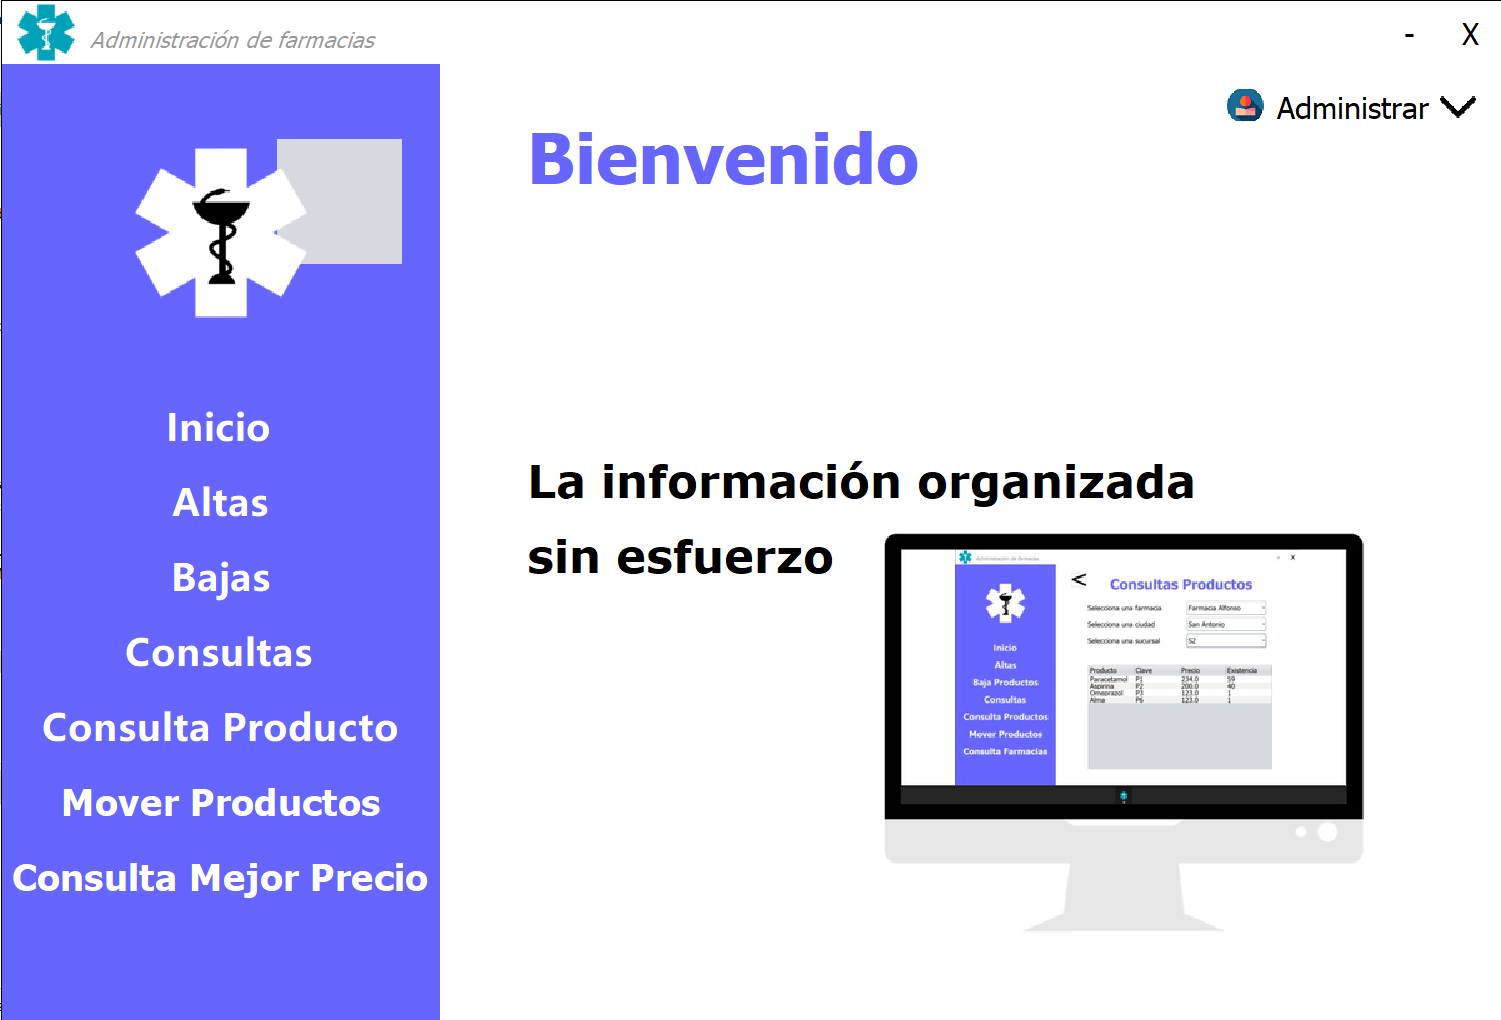 Administración de farmacias
- X
Administrar
Bienvenido
Inicio
Altas
Bajas
Consultas
Consulta Producto
Mover Productos
Consulta Mejor Precio
La información organizada
sin esfuerzo
Administración de farmacias
- X
< Consultas Productos
Selecciona una farmacia Farmacia Alfonso
Selecciona una ciudad San Antonio
Selecciona una sucursal S2
Inicio
Altas
Baja Productos
Consultas
Consulta Productos
Mover Productos
Consulta Farmacias
Producto Clave Precio Existencia
Paracetamol P1 234.0 59
Aspirina P2 200.0 40
Omeprazol P3 123.0 1
Alma P6 123.0 1